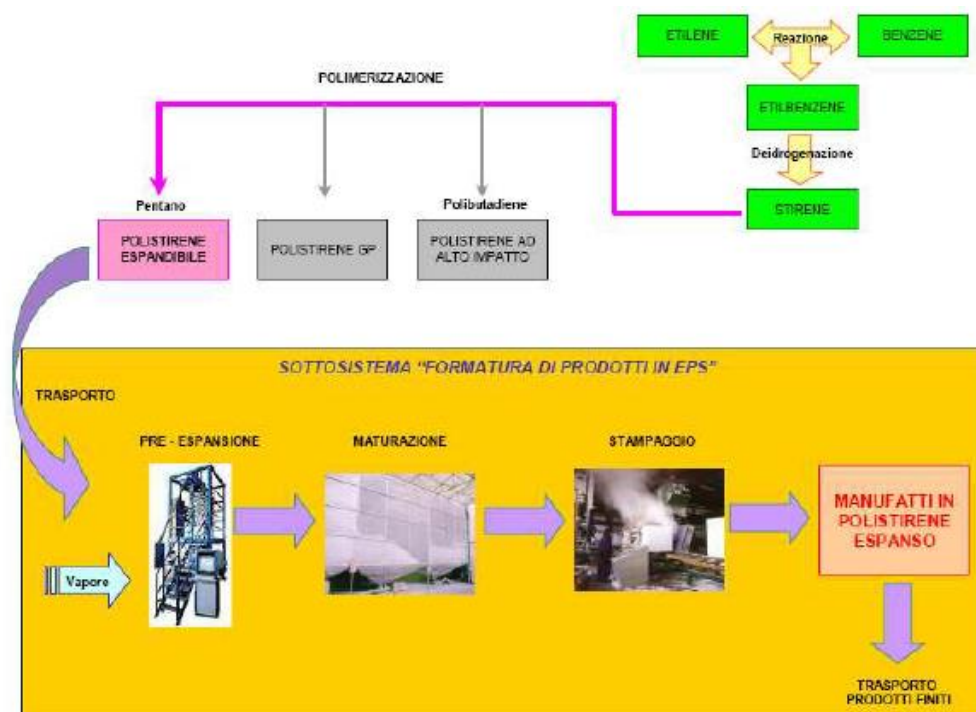 ETILENE
Reazione
BENZENE
POLIMERIZZAZIONE
ETILBENZENE
Deidrogenazione
STIRENE
Pentano
Polibutadiene
POLISTIRENE
ESPANDIBILE
POLISTIRENE GP
POLISTIRENE AD
ALTO IMPATTO
SOTTOSISTEMA "FORMATURA DI PRODOTTI IN EPS"
TRASPORTO
PRE - ESPANSIONE
MATURAZIONE
STAMPAGGIO
MANUFATTI IN
POLISTIRENE
ESPANSO
Vapore
TRASPORTO
PRODOTTI FINITI